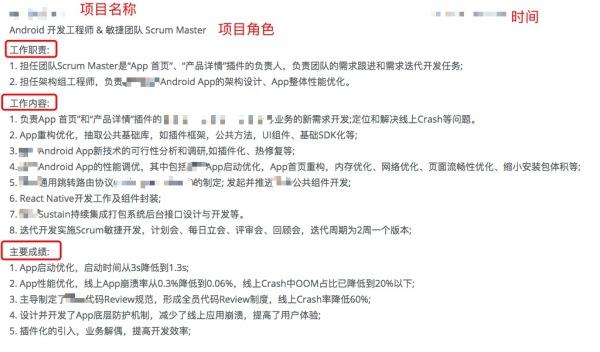 项目名称
时间
Android 开发工程师 & 敏捷团队 Scrum Master
项目角色
工作职责:
1. 担任团队Scrum Master是“App 首页”、“产品详情”插件的负责人，负责团队的需求跟进和需求迭代开发任务;
2. 担任架构组工程师，负责Android App的架构设计、App整体性能优化。
工作内容:
1. 负责App 首页”和“产品详情”插件的业务的新需求开发;定位和解决线上Crash等问题。
2. App重构优化，抽取公共基础库，如插件框架，公共方法，UI组件、基础SDK化等;
3. Android App新技术的可行性分析和调研,如插件化、热修复等;
4. Android App的性能调优，其中包括App启动优化，App首页重构，内存优化、网络优化、页面流畅性优化、缩小安装包体积等;
5. 通用跳转路由协议的制定; 发起并推进公共组件开发;
6. React Native开发工作及组件封装;
7. Sustain持续集成打包系统后台接口设计与开发等。
8. 迭代开发实施Scrum敏捷开发，计划会、每日立会、评审会、回顾会，迭代周期为2周一个版本;
主要成绩:
1. App启动优化，启动时间从3s降低到1.3s;
2. App性能优化，线上App崩溃率从0.3%降低到0.06%，线上Crash中OOM占比已降低到20%以下;
3. 主导制定了代码Review规范，形成全员代码Review制度，线上Crash率降低60%;
4. 设计并开发了App底层防护机制，减少了线上应用崩溃，提高了用户体验;
5. 插件化的引入，业务解偶，提高开发效率;